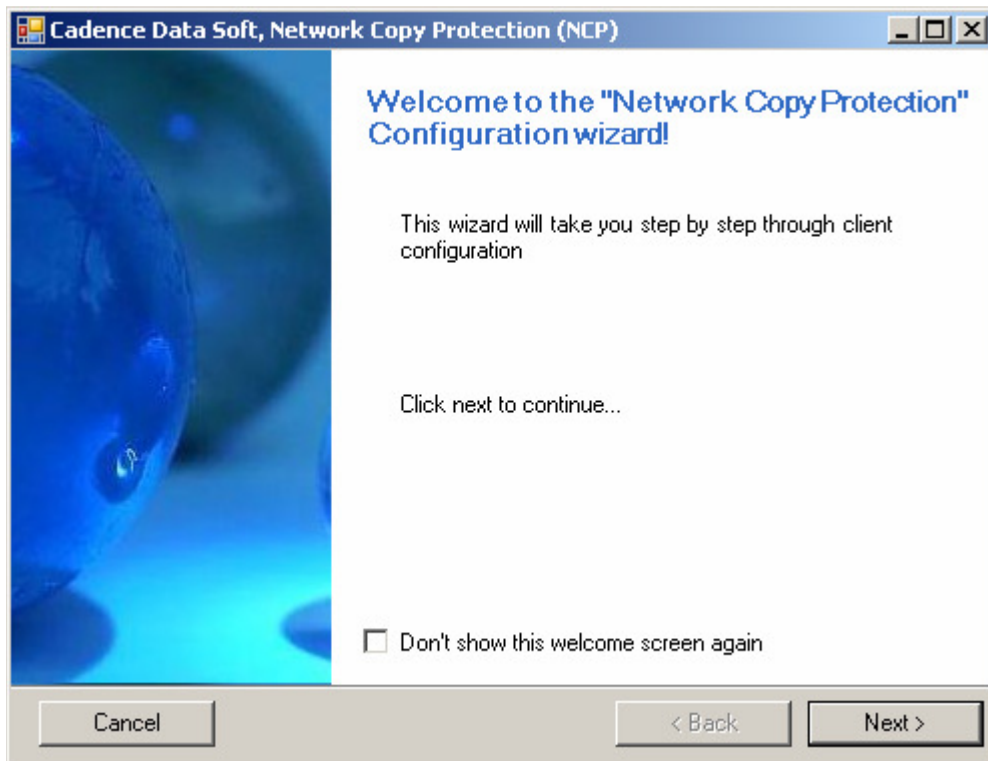 Cadence Data Soft, Network Copy Protection (NCP)
Welcome to the "Network Copy Protection"
Configuration wizard!
This wizard will take you step by step through client
configuration
Click next to continue...
Don't show this welcome screen again
Cancel
< Back
Next >